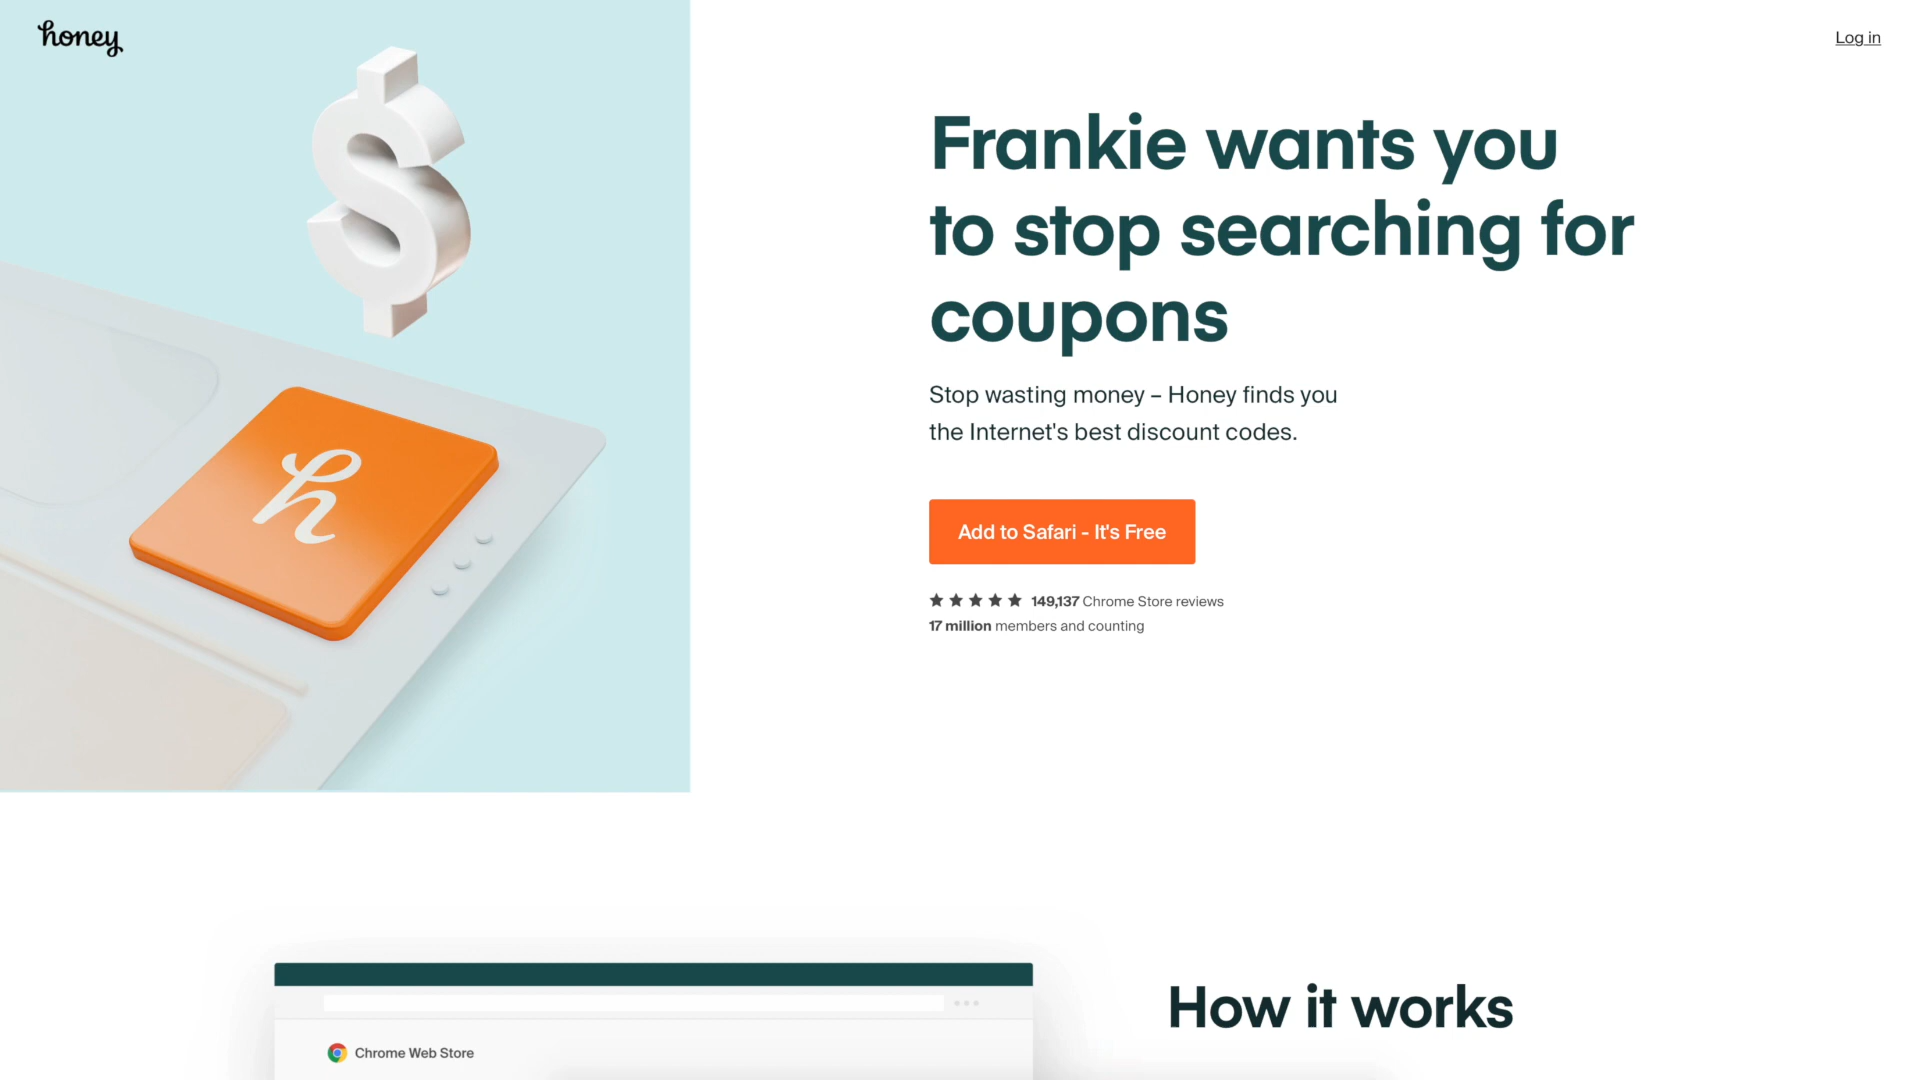 honey
Log in
$
Frankie wants you
to stop searching for
coupons
Stop wasting money – Honey finds you
the Internet's best discount codes.
h
Add to Safari - It's Free
149,137 Chrome Store reviews
17 million members and counting
How it works
Chrome Web Store